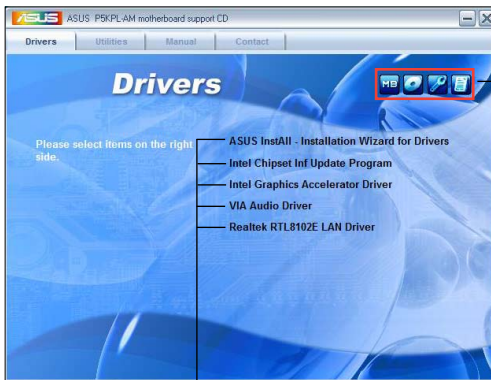 ASUS ASUS P5KPL-AM motherboard support CD
Drivers Utilities Manual Contact
Drivers
MB
Please select items on the right side.
ASUS InstAll - Installation Wizard for Drivers
Intel Chipset Inf Update Program
Intel Graphics Accelerator Driver
VIA Audio Driver
Realtek RTL8102E LAN Driver